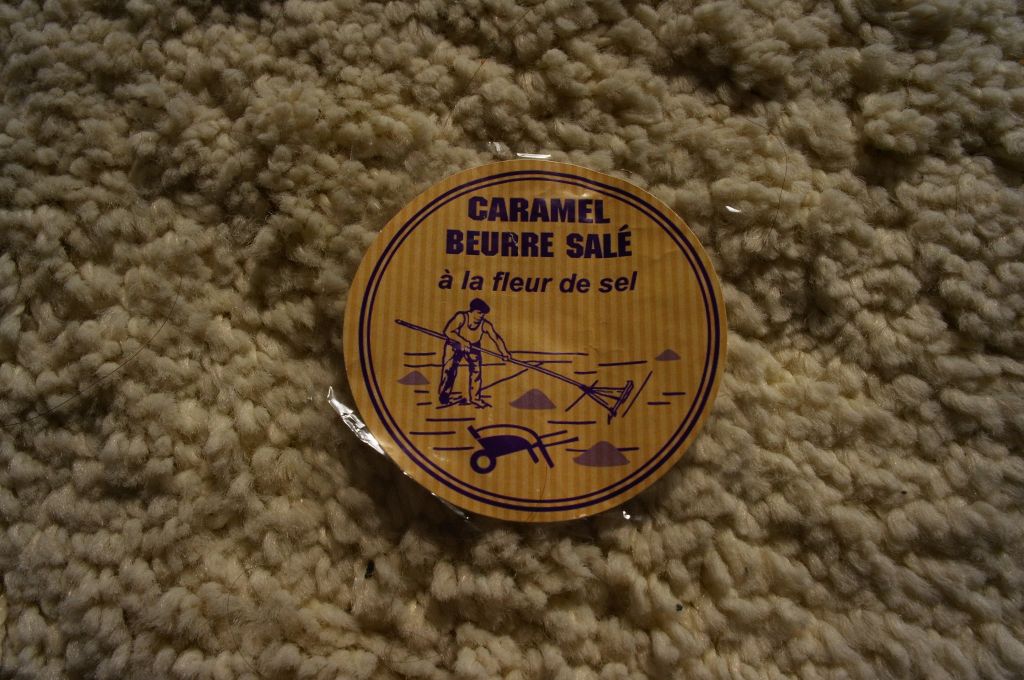 CARAMEL
BEURRE SALÉ
à la fleur de sel